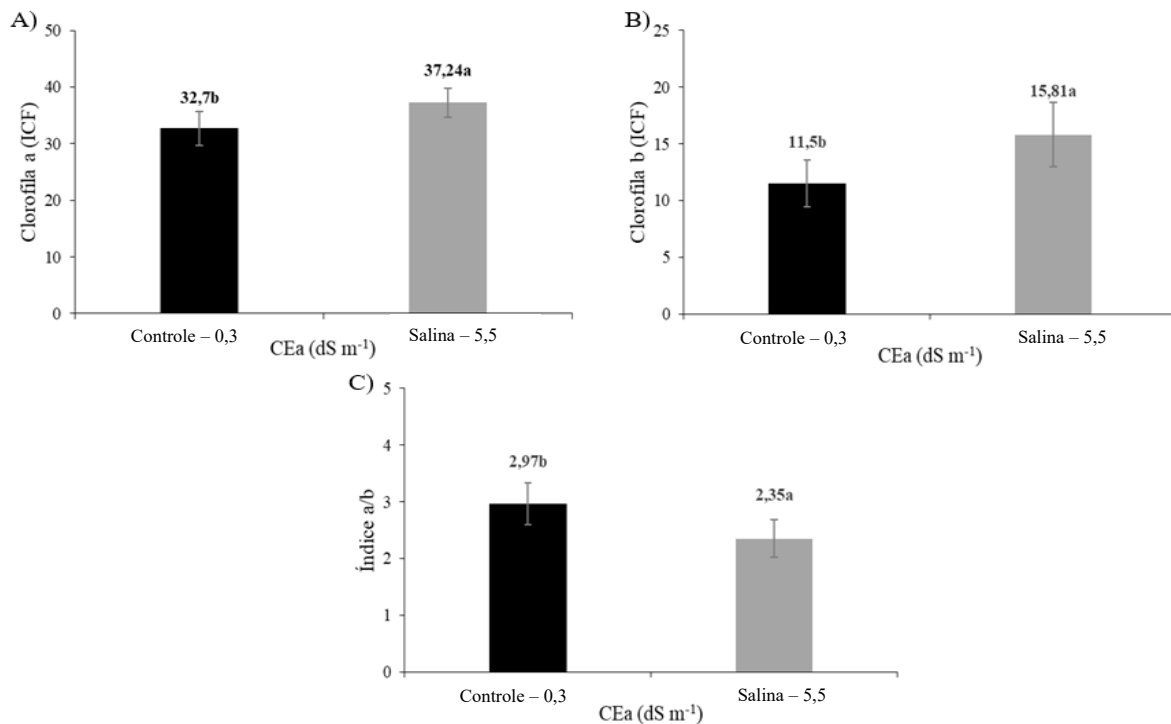 A)
50
40
30
20
10
0
Clorofila a (ICF)
32,7b
37,24a
Controle – 0,3
Salina – 5,5
CEa (dS m⁻¹)
B)
25
20
15
10
5
0
Clorofila b (ICF)
11,5b
15,81a
Controle – 0,3
Salina – 5,5
CEa (dS m⁻¹)
C)
5
4
3
2
1
0
Índice a/b
2,97b
2,35a
Controle – 0,3
Salina – 5,5
CEa (dS m⁻¹)